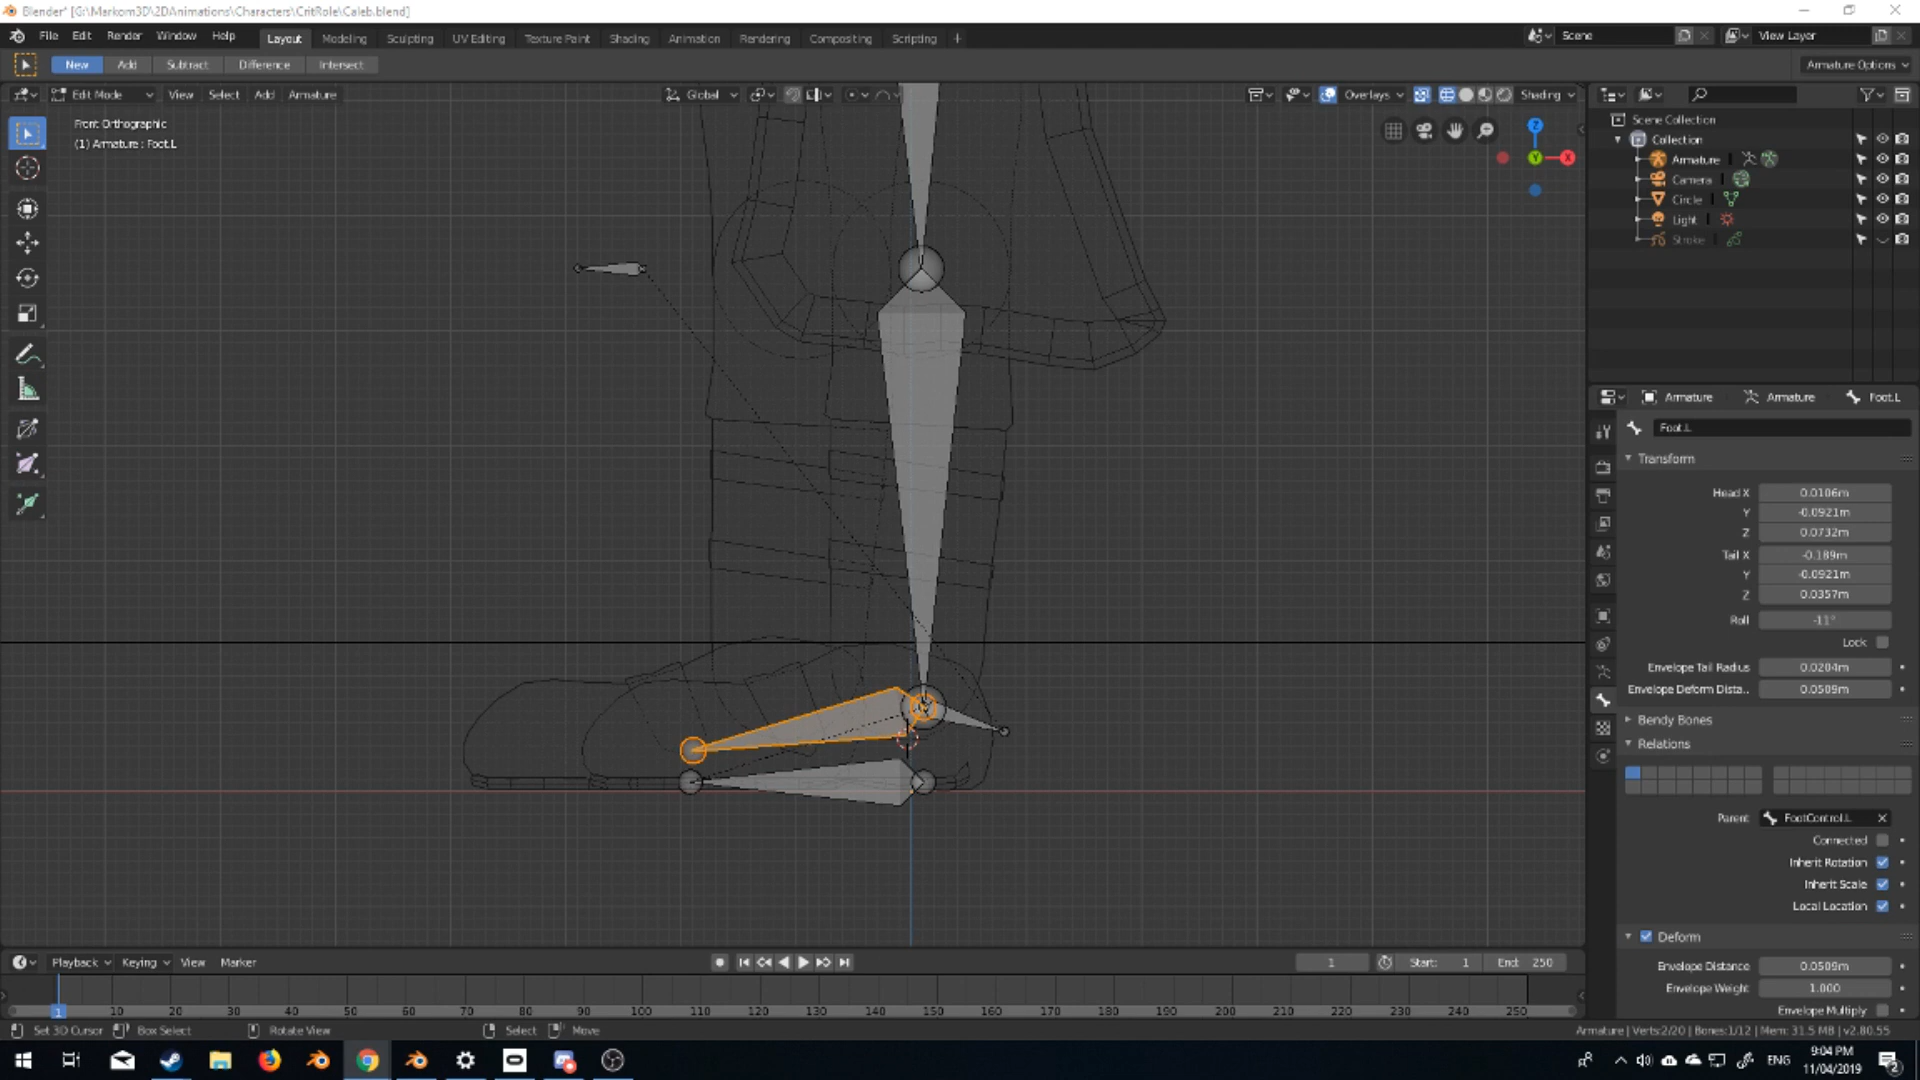 Blender* [G:\Markom3D\2DAnimations\Characters\CritRole\Caleb.blend]
File Edit Render Window Help Layout Modeling Sculpting UV Editing Texture Paint Shading Animation Rendering Compositing Scripting + Scene View Layer
New Add Subtract Difference Intersect Armature Options
Edit Mode View Select Add Armature Global Overlays Shading
Front Orthographic
(1) Armature : Foot.L
Z
Y
X
Scene Collection
Collection
Armature
Camera
Circle
Light
Stroke
Armature Armature Foot.L
Foot.L
Transform
Head X 0.0106m
Y -0.0921m
Z 0.0732m
Tail X -0.189m
Y -0.0921m
Z 0.0357m
Roll -11°
Lock
Envelope Tail Radius 0.0204m
Envelope Deform Dista.. 0.0509m
Bendy Bones
Relations
Parent FootControl.L
Connected
Inherit Rotation
Inherit Scale
Local Location
Deform
Envelope Distance 0.0509m
Envelope Weight 1.000
Envelope Multiply
Playback Keying View Marker 1 Start: 1 End: 250
1 10 20 30 40 50 60 70 80 90 100 110 120 130 140 150 160 170 180 190 200 210 220 230 240 250
Set 3D Cursor Box Select Rotate View Select Move Armature | Verts:2/20 | Bones:1/12 | Mem: 31.5 MB | v2.80.55
ENG 9:04 PM
11/04/2019
2